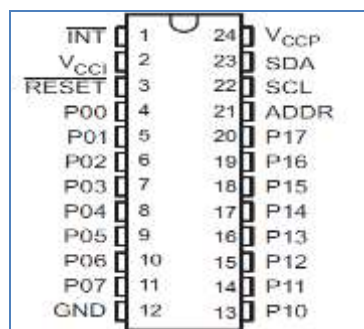 INT 1 24 VCCP
VCCI 2 23 SDA
RESET 3 22 SCL
P00 4 21 ADDR
P01 5 20 P17
P02 6 19 P16
P03 7 18 P15
P04 8 17 P14
P05 9 16 P13
P06 10 15 P12
P07 11 14 P11
GND 12 13 P10